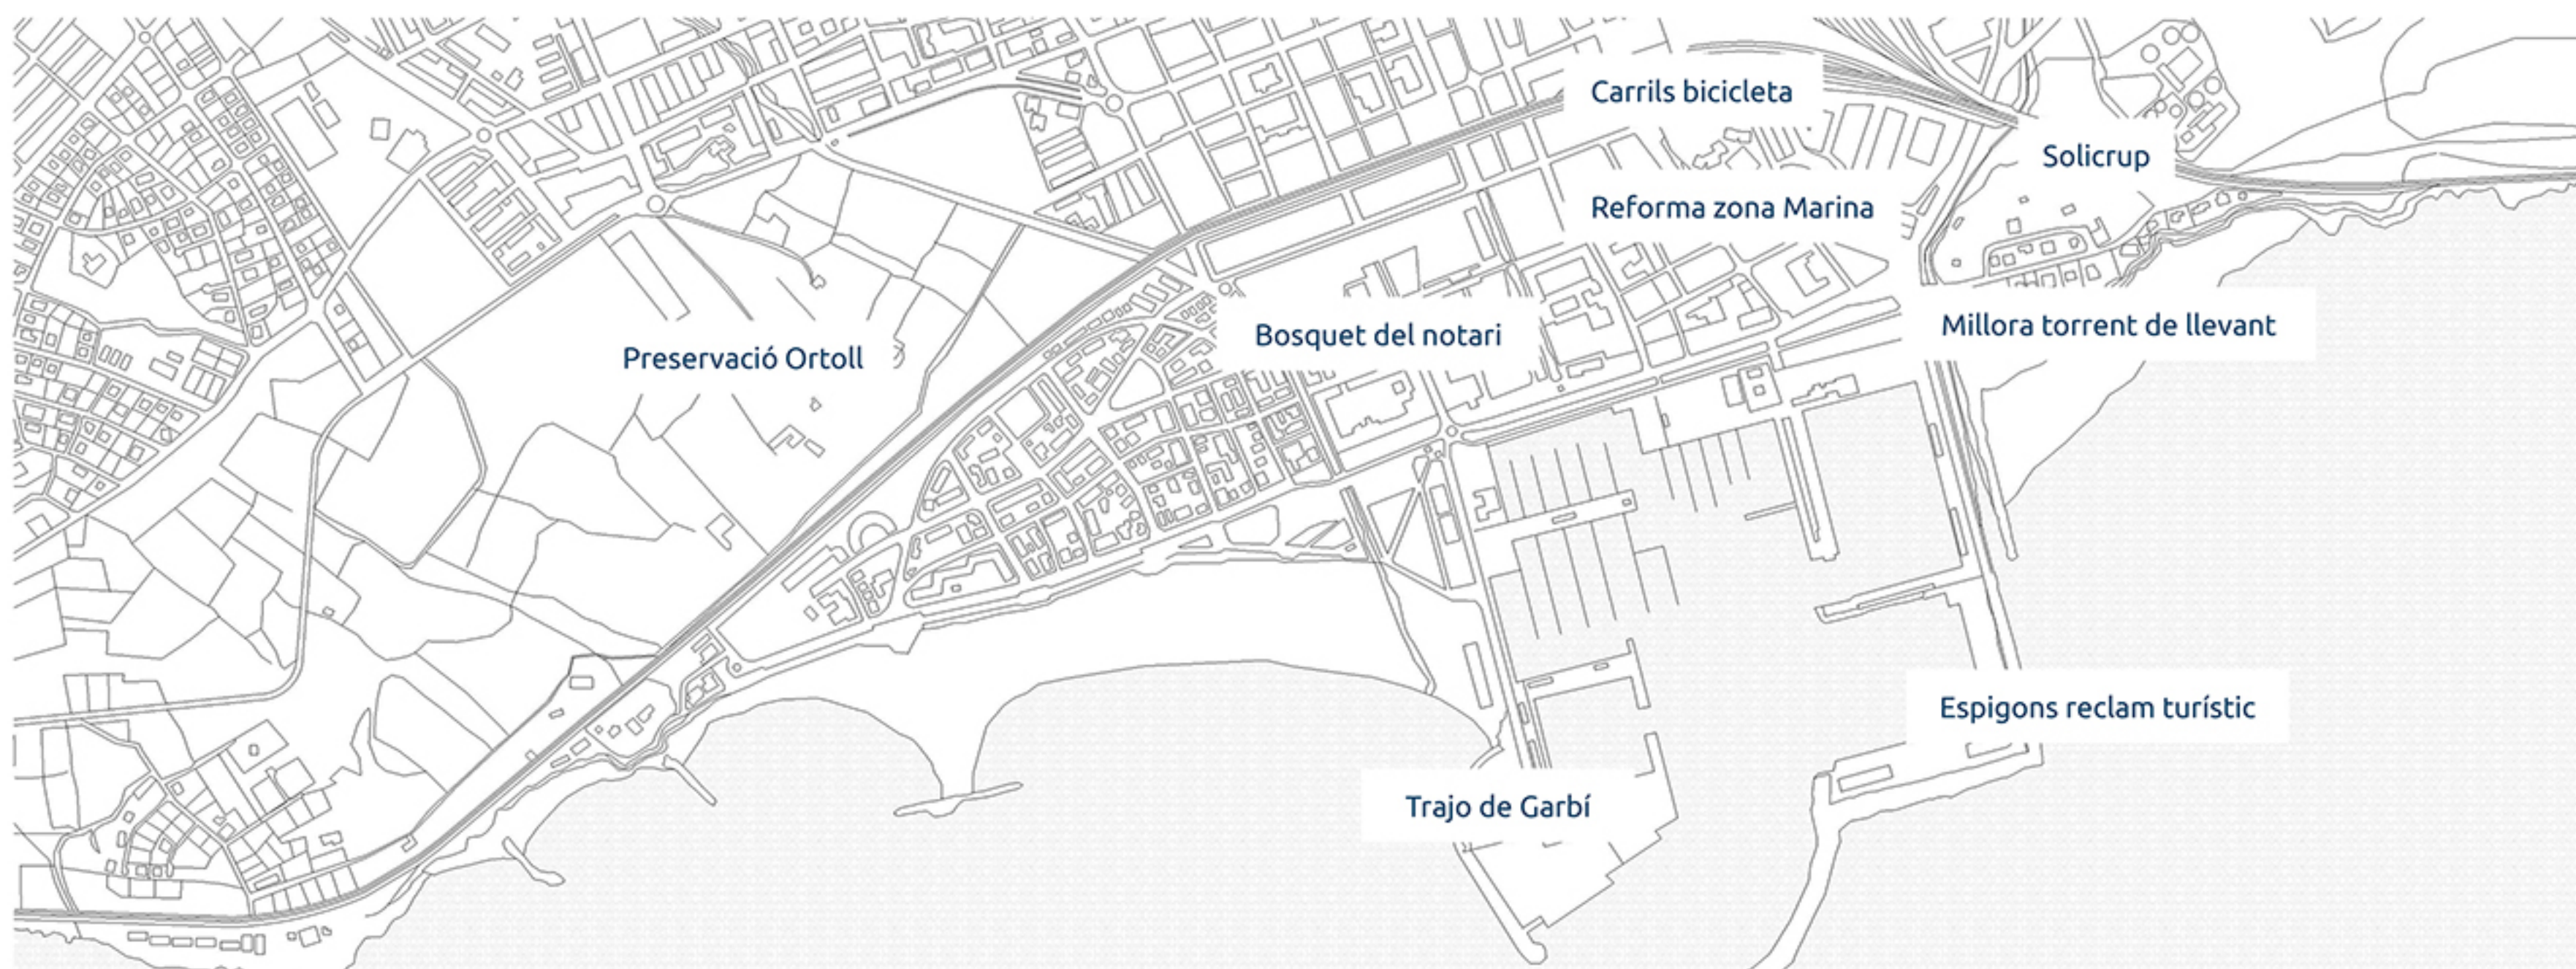 Carrils bicicleta
Solicrup
Reforma zona Marina
Millora torrent de llevant
Bosquet del notari
Preservació Ortoll
Espigons reclam turístic
Trajo de Garbí